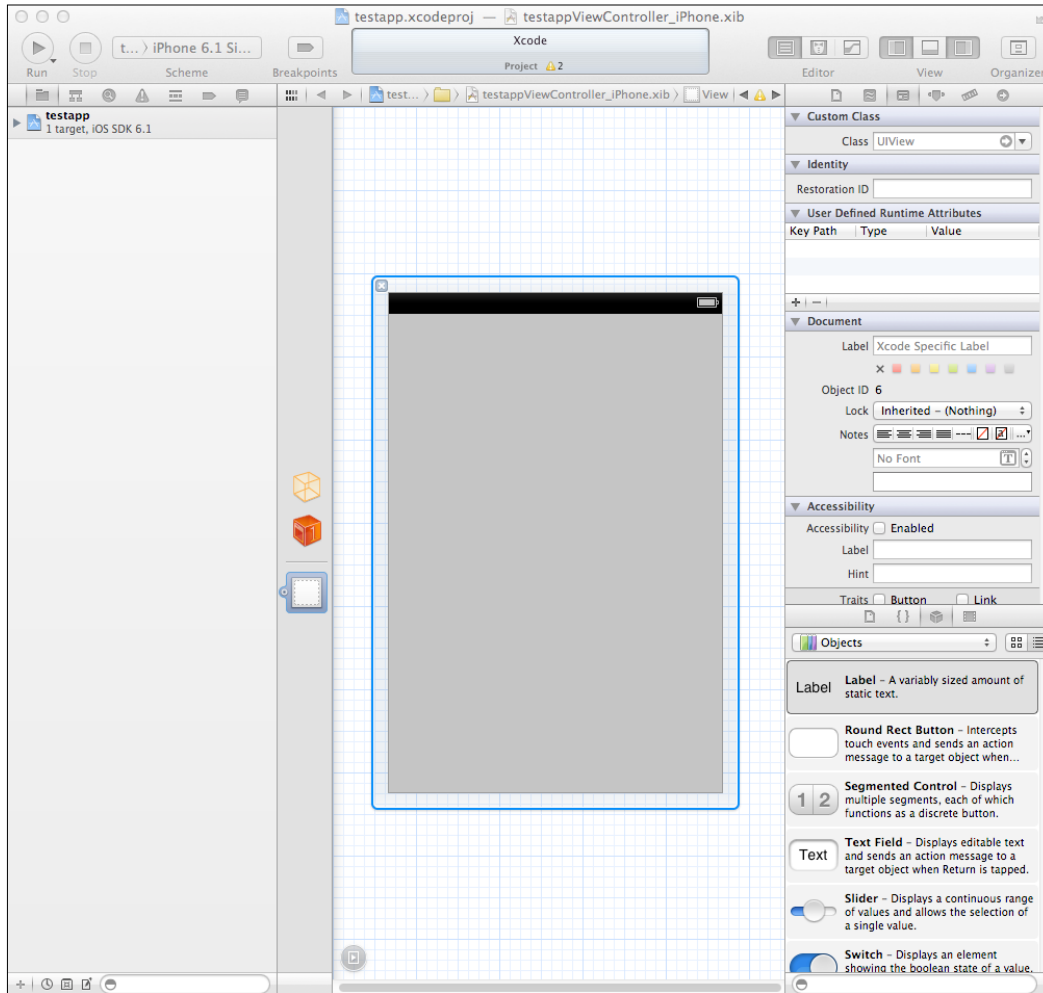 testapp.xcodeproj — testappViewController_iPhone.xib
t... › iPhone 6.1 Si...
Xcode
Project 2
Run Stop Scheme Breakpoints Editor View Organizer
test... › › testappViewController_iPhone.xib › View
testapp
1 target, iOS SDK 6.1
Custom Class
Class UIView
Identity
Restoration ID
User Defined Runtime Attributes
Key Path Type Value
Document
Label Xcode Specific Label
Object ID 6
Lock Inherited – (Nothing)
Notes
No Font
Accessibility
Accessibility Enabled
Label
Hint
Traits Button Link
Objects
Label
Label – A variably sized amount of
static text.
Round Rect Button – Intercepts
touch events and sends an action
message to a target object when...
1 2
Segmented Control – Displays
multiple segments, each of which
functions as a discrete button.
Text
Text Field – Displays editable text
and sends an action message to a
target object when Return is tapped.
Slider – Displays a continuous range
of values and allows the selection of
a single value.
Switch – Displays an element
showing the boolean state of a value.